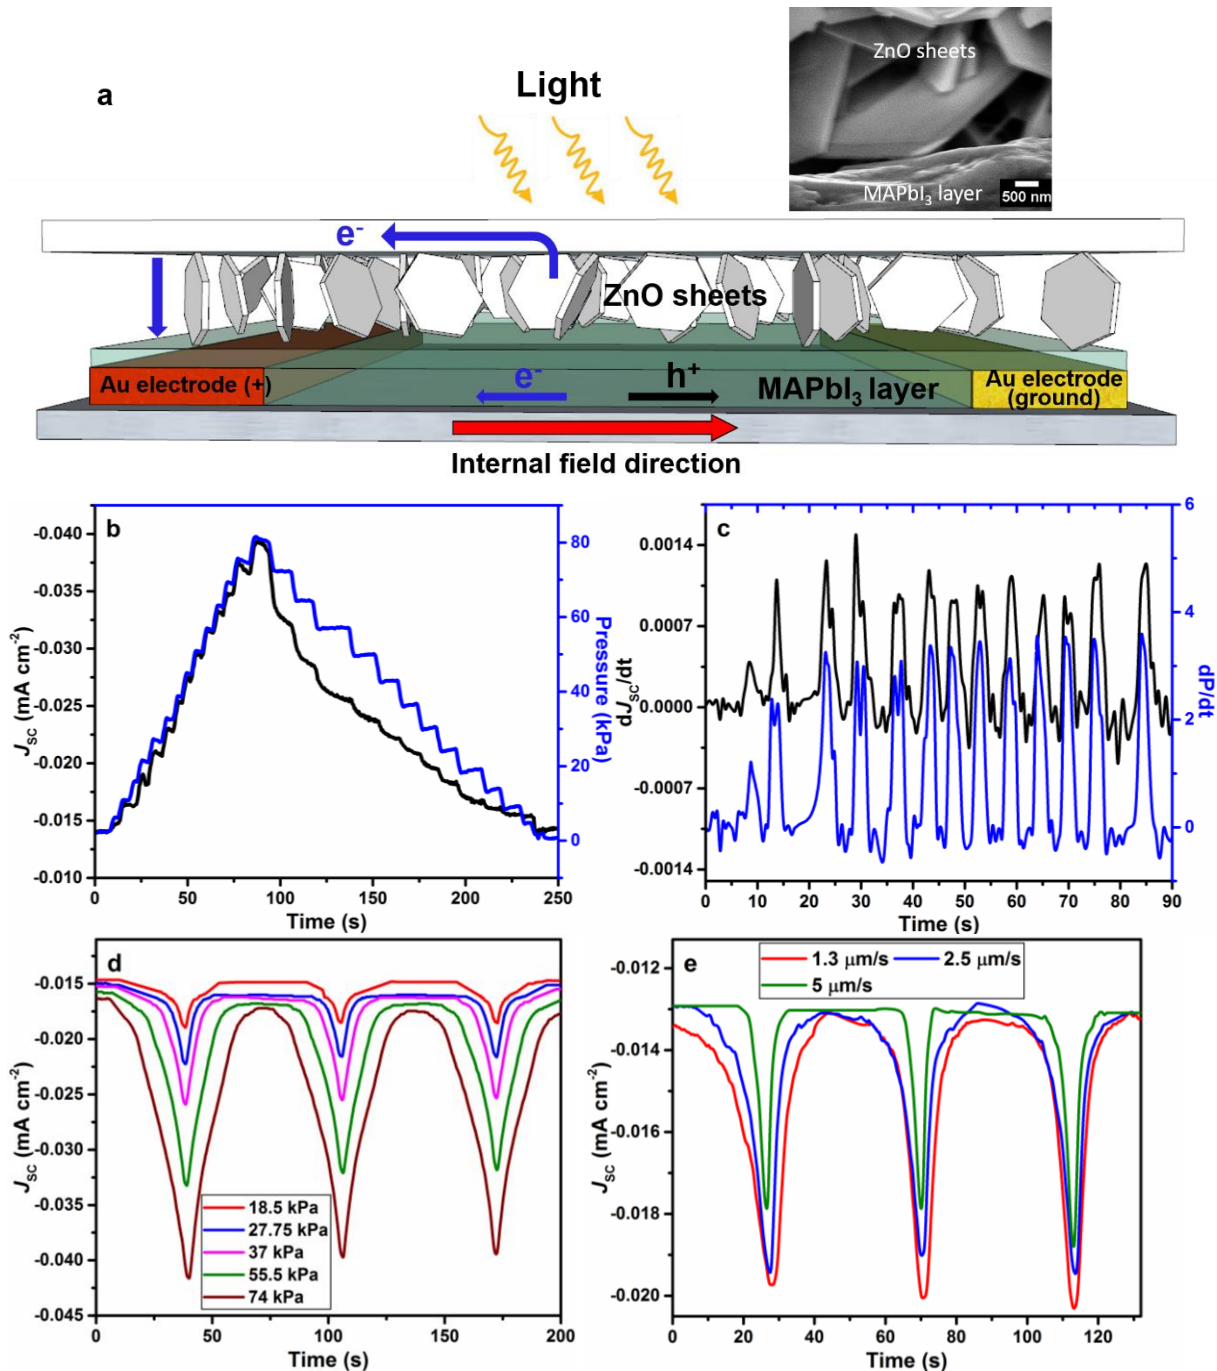 a
Light
ZnO sheets
MAPbI₃ layer
500 nm
e⁻
ZnO sheets
Au electrode (+)
e⁻
h⁺
MAPbI₃ layer
Au electrode
(ground)
Internal field direction
b
-0.040
-0.035
-0.030
-0.025
-0.020
-0.015
-0.010
Jsc (mA cm⁻²)
0
50
100
150
200
250
Time (s)
80
60
40
20
0
Pressure (kPa)
c
0.0014
0.0007
0.0000
-0.0007
-0.0014
dJsc/dt
0
10
20
30
40
50
60
70
80
90
Time (s)
6
4
2
0
dP/dt
d
-0.015
-0.020
-0.025
-0.030
-0.035
-0.040
-0.045
Jsc (mA cm⁻²)
18.5 kPa
27.75 kPa
37 kPa
55.5 kPa
74 kPa
0
50
100
150
200
Time (s)
e
1.3 μm/s
2.5 μm/s
5 μm/s
-0.012
-0.014
-0.016
-0.018
-0.020
Jsc (mA cm⁻²)
0
20
40
60
80
100
120
Time (s)